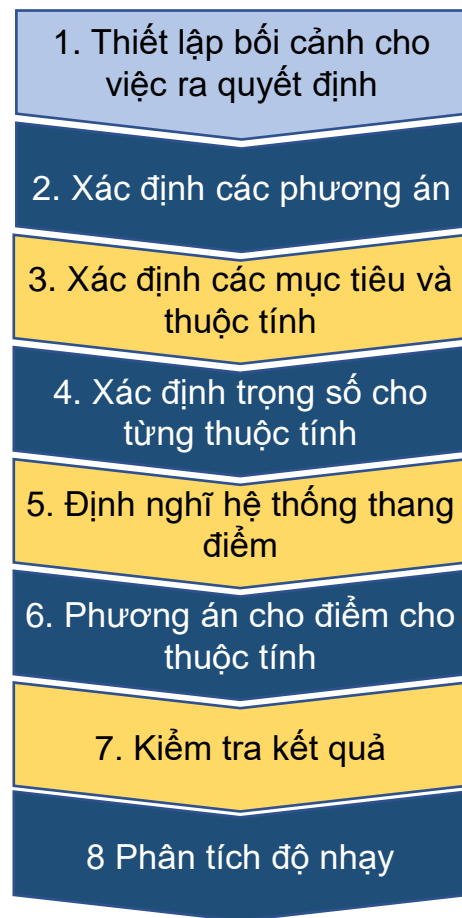 1. Thiết lập bối cảnh cho
việc ra quyết định
2. Xác định các phương án
3. Xác định các mục tiêu và
thuộc tính
4. Xác định trọng số cho
từng thuộc tính
5. Định nghĩ hệ thống thang
điểm
6. Phương án cho điểm cho
thuộc tính
7. Kiểm tra kết quả
8 Phân tích độ nhạy